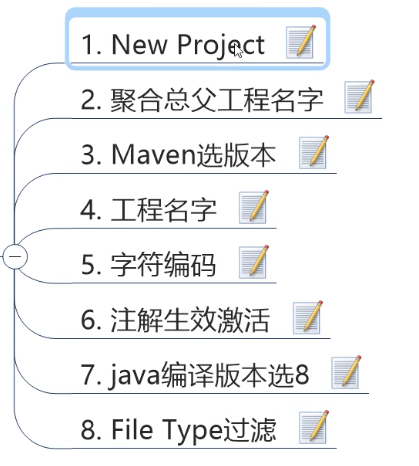 1. New Project
2. 聚合总父工程名字
3. Maven选版本
4. 工程名字
5. 字符编码
6. 注解生效激活
7. java编译版本选8
8. File Type过滤